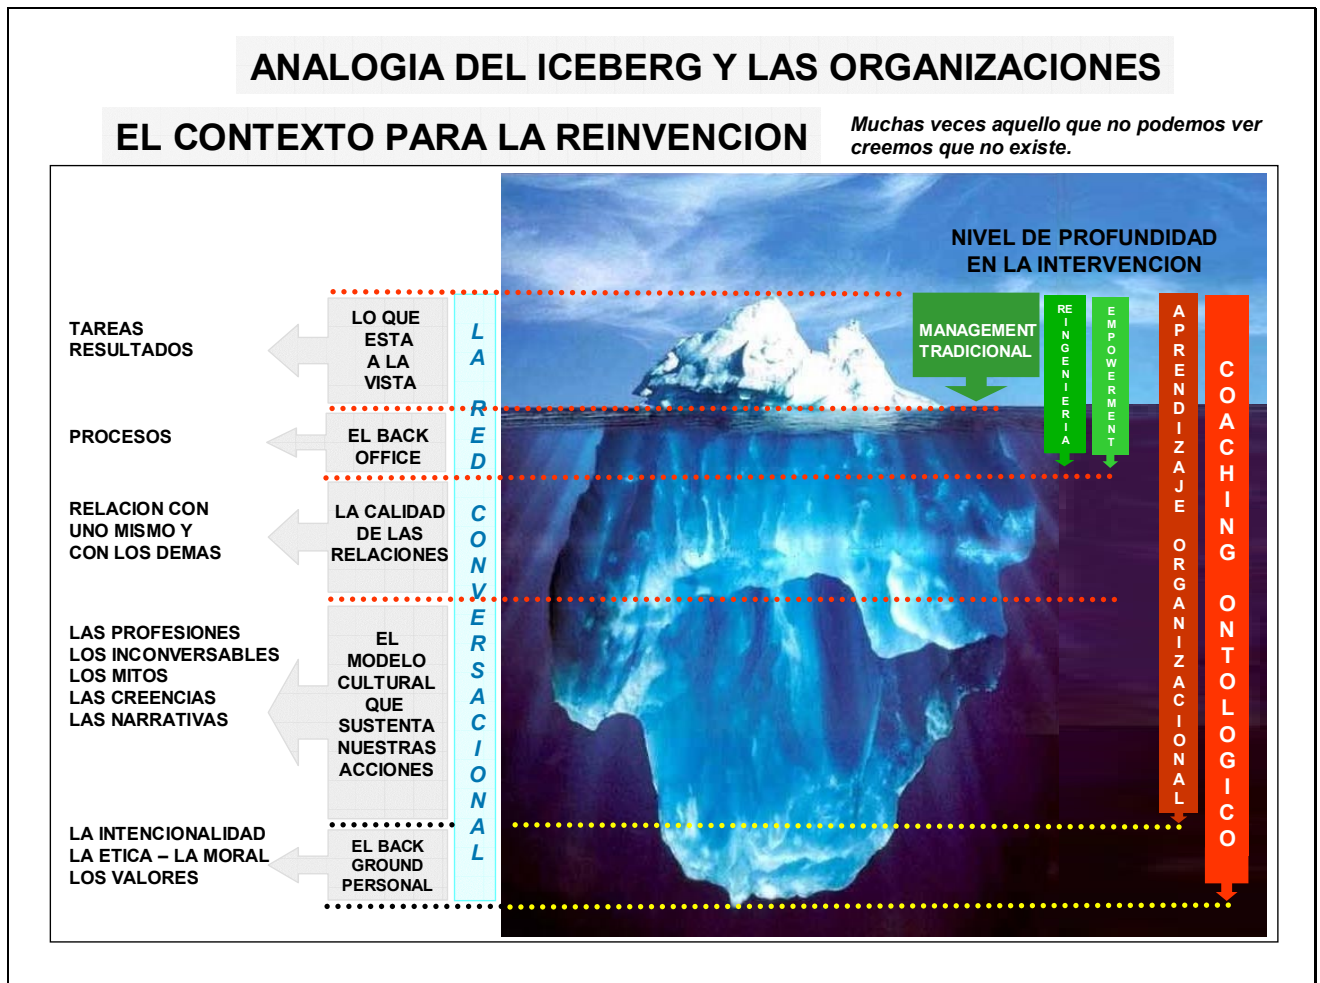 ANALOGIA DEL ICEBERG Y LAS ORGANIZACIONES
EL CONTEXTO PARA LA REINVENCION
Muchas veces aquello que no podemos ver
creemos que no existe.
NIVEL DE PROFUNDIDAD
EN LA INTERVENCION
TAREAS
RESULTADOS
LO QUE
ESTA
A LA
VISTA
PROCESOS
EL BACK
OFFICE
RELACION CON
UNO MISMO Y
CON LOS DEMAS
LA CALIDAD
DE LAS
RELACIONES
LAS PROFESIONES
LOS INCONVERSABLES
LOS MITOS
LAS CREENCIAS
LAS NARRATIVAS
EL
MODELO
CULTURAL
QUE
SUSTENTA
NUESTRAS
ACCIONES
LA INTENCIONALIDAD
LA ETICA – LA MORAL
LOS VALORES
EL BACK
GROUND
PERSONAL
LA RED CONVERSACIONAL
MANAGEMENT
TRADICIONAL
REINGENIERIA
EMPOWERMENT
APRENDIZAJE ORGANIZACIONAL
COACHING ONTOLOGICO